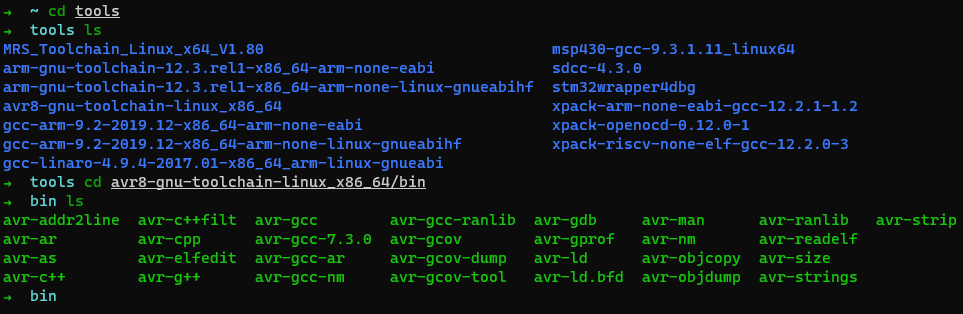 → ~ cd tools
→ tools ls
MRS_Toolchain_Linux_x64_V1.80 msp430-gcc-9.3.1.11_linux64
arm-gnu-toolchain-12.3.rel1-x86_64-arm-none-eabi sdcc-4.3.0
arm-gnu-toolchain-12.3.rel1-x86_64-arm-none-linux-gnueabihf stm32wrapper4dbg
avr8-gnu-toolchain-linux_x86_64 xpack-arm-none-eabi-gcc-12.2.1-1.2
gcc-arm-9.2-2019.12-x86_64-arm-none-eabi xpack-openocd-0.12.0-1
gcc-arm-9.2-2019.12-x86_64-arm-none-linux-gnueabihf xpack-riscv-none-elf-gcc-12.2.0-3
gcc-linaro-4.9.4-2017.01-x86_64_arm-linux-gnueabi
→ tools cd avr8-gnu-toolchain-linux_x86_64/bin
→ bin ls
avr-addr2line avr-c++filt avr-gcc avr-gcc-ranlib avr-gdb avr-man avr-ranlib avr-strip
avr-ar avr-cpp avr-gcc-7.3.0 avr-gcov avr-gprof avr-nm avr-readelf
avr-as avr-elfedit avr-gcc-ar avr-gcov-dump avr-ld avr-objcopy avr-size
avr-c++ avr-g++ avr-gcc-nm avr-gcov-tool avr-ld.bfd avr-objdump avr-strings
→ bin